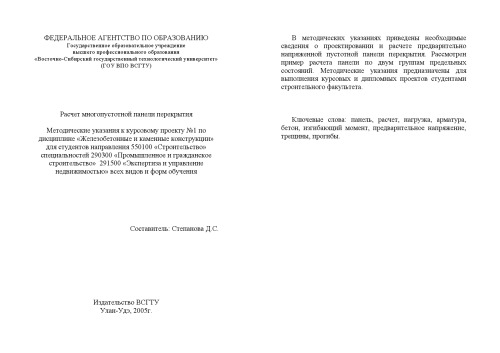 ФЕДЕРАЛЬНОЕ АГЕНТСТВО ПО ОБРАЗОВАНИЮ
Государственное образовательное учреждение
высшего профессионального образования
«Восточно-Сибирский государственный технологический университет»
(ГОУ ВПО ВСГТУ)
Расчет многопустотной панели перекрытия
Методические указания к курсовому проекту №1 по
дисциплине «Железобетонные и каменные конструкции»
для студентов направления 550100 «Строительство»
специальностей 290300 «Промышленное и гражданское
строительство» 291500 «Экспертиза и управление
недвижимостью» всех видов и форм обучения
Составитель: Степанова Д.С.
Издательство ВСГТУ
Улан-Удэ, 2005г.
В методических указаниях приведены необходимые
сведения о проектировании и расчете предварительно
напряженной пустотной панели перекрытия. Рассмотрен
пример расчета панели по двум группам предельных
состояний. Методические указания предназначены для
выполнения курсовых и дипломных проектов студентами
строительного факультета.
Ключевые слова: панель, расчет, нагрузка, арматура,
бетон, изгибающий момент, предварительное напряжение,
трещины, прогибы.